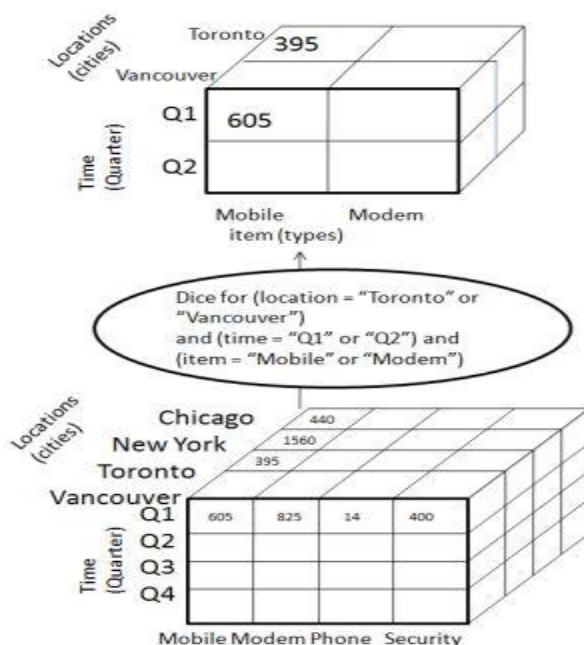 Locations
(cities)
Toronto
395
Vancouver
Q1
605
Time
(Quarter)
Q2
Mobile
Modem
item (types)
Dice for (location = “Toronto” or
“Vancouver”)
and (time = “Q1” or “Q2”) and
(item = “Mobile” or “Modem”)
Locations
(cities)
Chicago
440
New York
1560
Toronto
395
Vancouver
Q1
605
825
14
400
Q2
Time
(Quarter)
Q3
Q4
Mobile Modem Phone Security